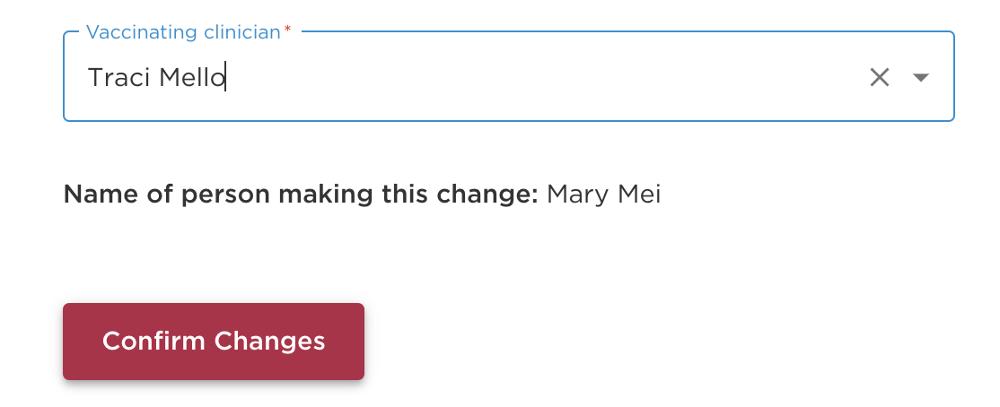 Vaccinating clinician*
Traci Mello
Name of person making this change: Mary Mei
Confirm Changes